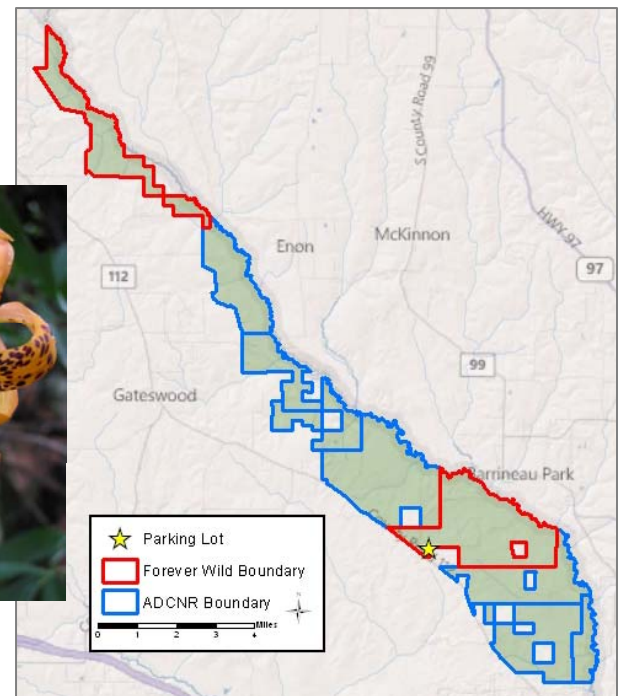 S County Road 99
HWY 97
Enon
McKinnon
112
97
99
Gateswood
Barrineau Park
Parking Lot
Forever Wild Boundary
ADCNR Boundary
N
0 1 2 3 4 Miles